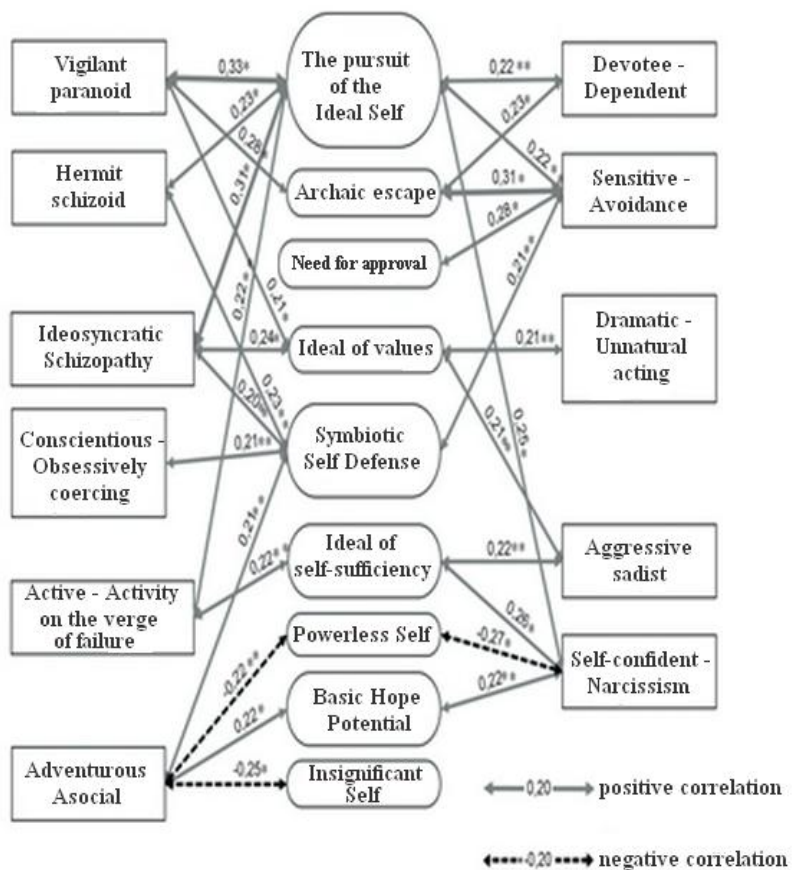 Vigilant
paranoid
Hermit
schizoid
Ideosyncratic
Schizopathy
Conscientious -
Obsessively
coercing
Active - Activity
on the verge
of failure
Adventurous
Asocial
0,33*
0,23*
0,28*
0,31*
0,22*
0,21*
0,24*
0,23**
0,20**
0,21**
0,21**
0,22**
-0,22**
0,22*
-0,25*
The pursuit
of the
Ideal Self
Archaic escape
Need for approval
Ideal of values
Symbiotic
Self Defense
Ideal of
self-sufficiency
Powerless Self
Basic Hope
Potential
Insignificant
Self
0,22**
0,23*
0,22*
0,31*
0,28*
0,21**
0,21**
0,21**
0,25*
0,22**
0,26*
-0,27*
0,22**
Devotee -
Dependent
Sensitive -
Avoidance
Dramatic -
Unnatural
acting
Aggressive
sadist
Self-confident -
Narcissism
0,20 positive correlation
-0,20 negative correlation